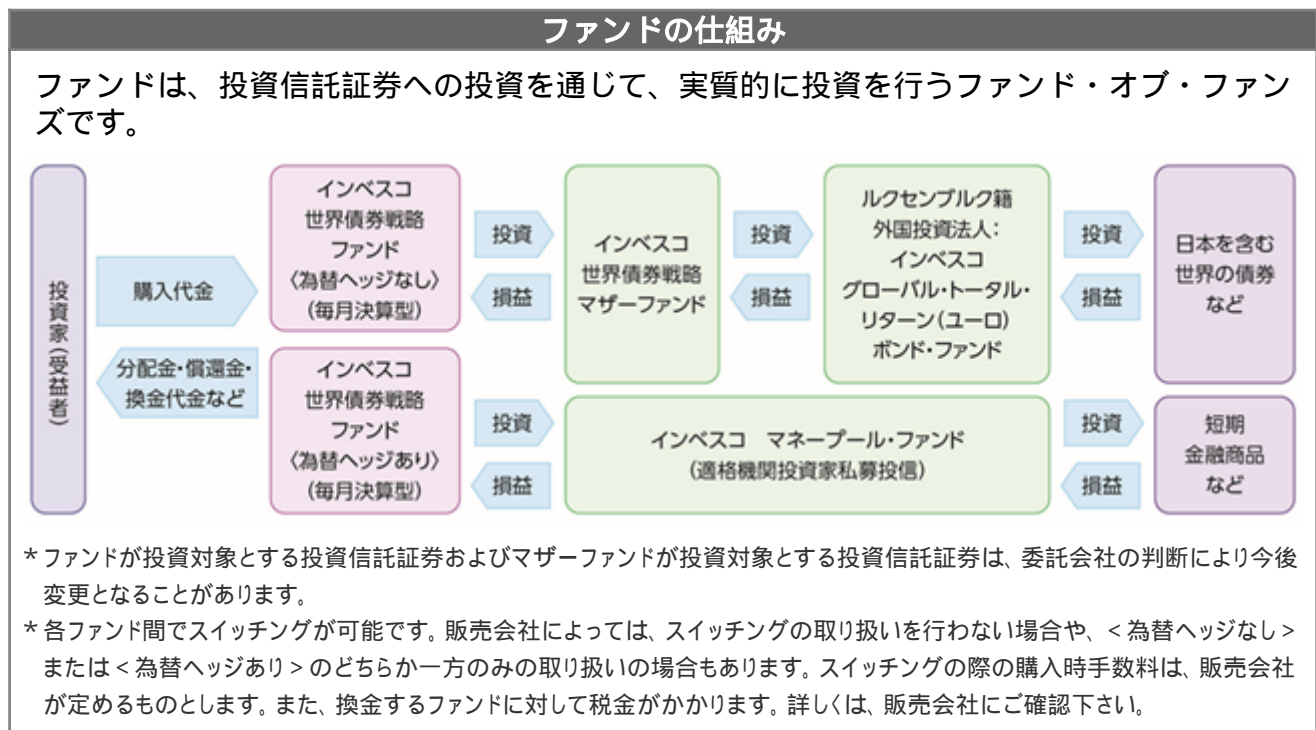 ファンドの仕組み
ファンドは、投資信託証券への投資を通じて、実質的に投資を行うファンド・オブ・ファン
ズです。
投資家(受益者)
購入代金
分配金・償還金・
換金代金など
インベスコ
世界債券戦略
ファンド
〈為替ヘッジなし〉
(毎月決算型)
インベスコ
世界債券戦略
ファンド
〈為替ヘッジあり〉
(毎月決算型)
投資
損益
投資
損益
インベスコ
世界債券戦略
マザーファンド
投資
損益
ルクセンブルク籍
外国投資法人:
インベスコ
グローバル・トータル・
リターン(ユーロ)
ボンド・ファンド
インベスコ　マネープール・ファンド
(適格機関投資家私募投信)
投資
損益
投資
損益
日本を含む
世界の債券
など
短期
金融商品
など
*ファンドが投資対象とする投資信託証券およびマザーファンドが投資対象とする投資信託証券は、委託会社の判断により今後
変更となることがあります。
*各ファンド間でスイッチングが可能です。販売会社によっては、スイッチングの取り扱いを行わない場合や、<為替ヘッジなし>
または<為替ヘッジあり>のどちらか一方のみの取り扱いの場合もあります。スイッチングの際の購入時手数料は、販売会社
が定めるものとします。また、換金するファンドに対して税金がかかります。詳しくは、販売会社にご確認下さい。